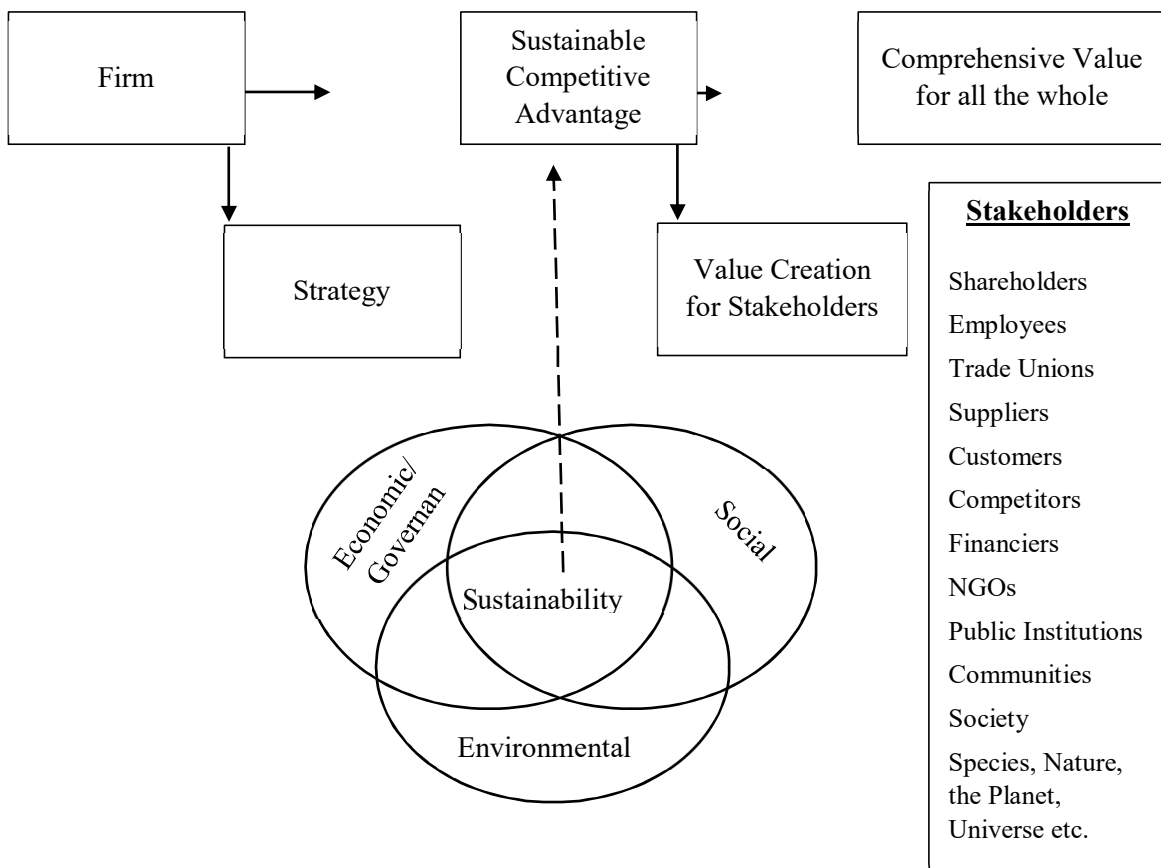 Firm
Sustainable
Competitive
Advantage
Comprehensive Value
for all the whole
Strategy
Value Creation
for Stakeholders
Stakeholders
Shareholders
Employees
Trade Unions
Suppliers
Customers
Competitors
Financiers
NGOs
Public Institutions
Communities
Society
Species, Nature,
the Planet,
Universe etc.
Economic/
Governan
Social
Sustainability
Environmental